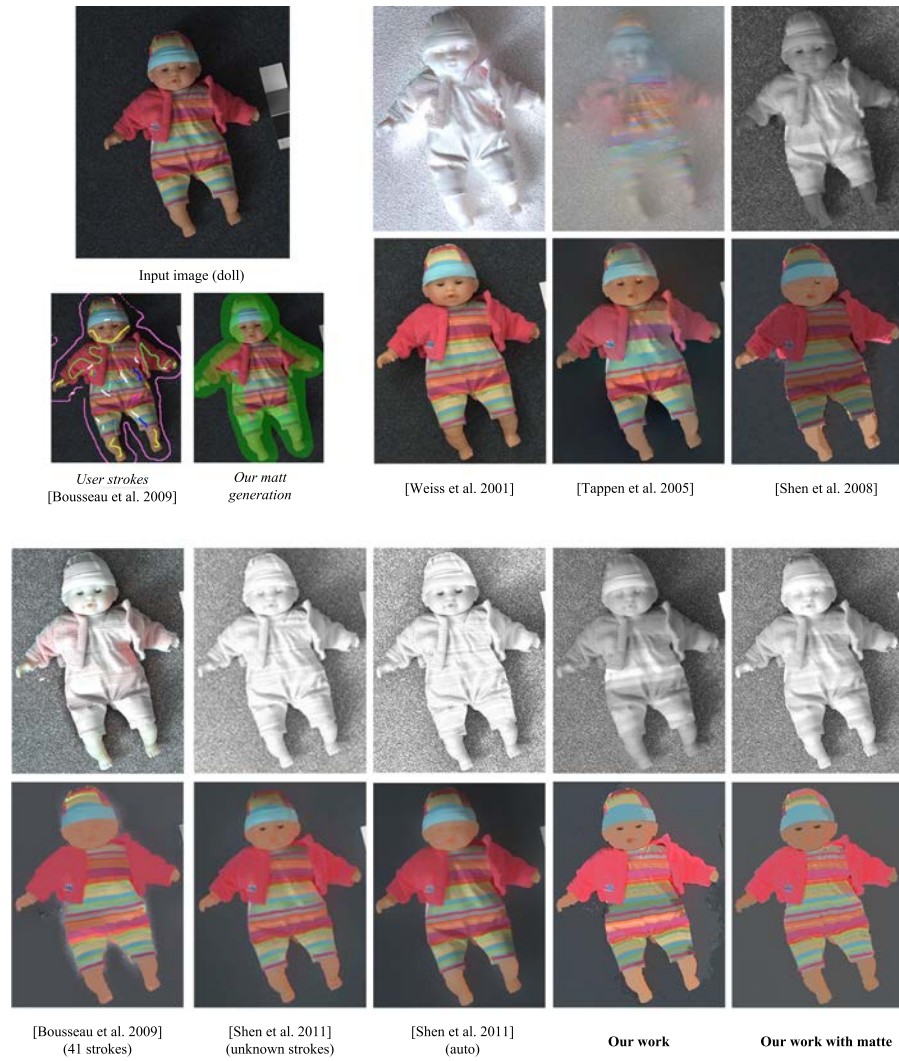 Input image (doll)
User strokes
[Bousseau et al. 2009]
Our matt
generation
[Weiss et al. 2001]
[Tappen et al. 2005]
[Shen et al. 2008]
[Bousseau et al. 2009]
(41 strokes)
[Shen et al. 2011]
(unknown strokes)
[Shen et al. 2011]
(auto)
Our work
Our work with matte